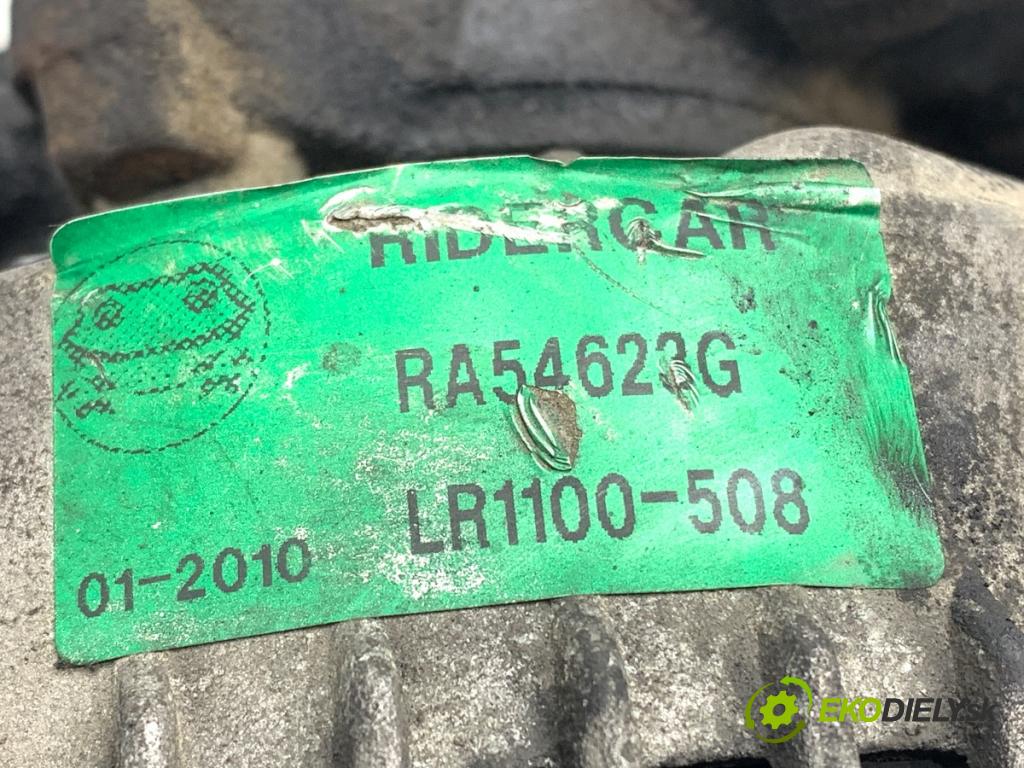 RIDERCAR
RA54623G
LR1100-508
01-2010
EKODIELY.SK